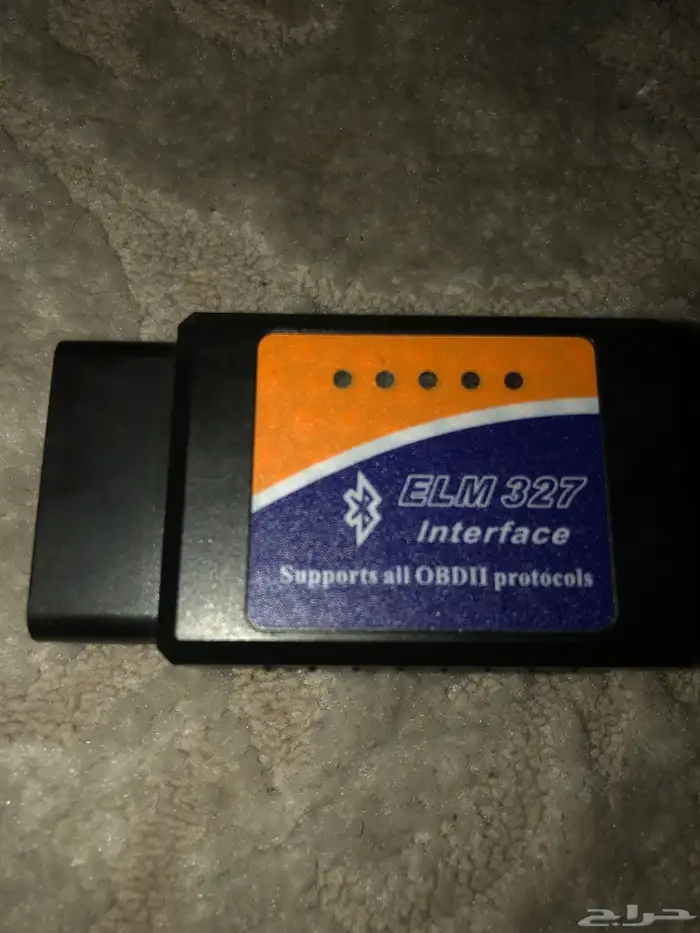 ELM 327
Interface
Supports all OBDII protocols
حراج